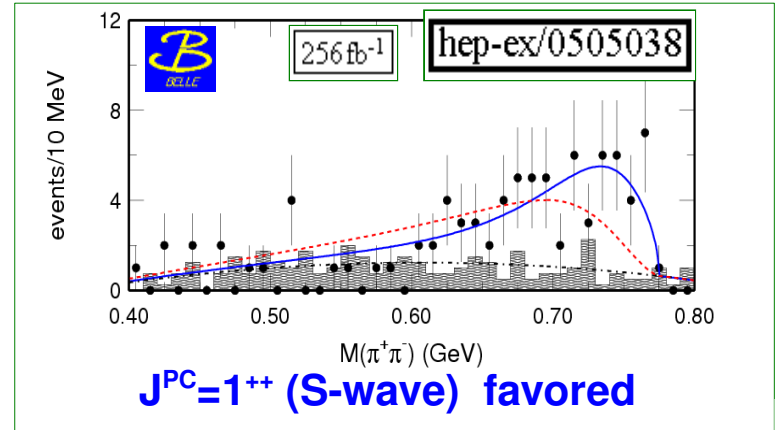 12
8
4
0
events/10 MeV
BELLE
256 fb⁻¹
hep-ex/0505038
0.40 0.50 0.60 0.70 0.80
M(π⁺π⁻) (GeV)
Jᴾᶜ=1⁺⁺ (S-wave) favored